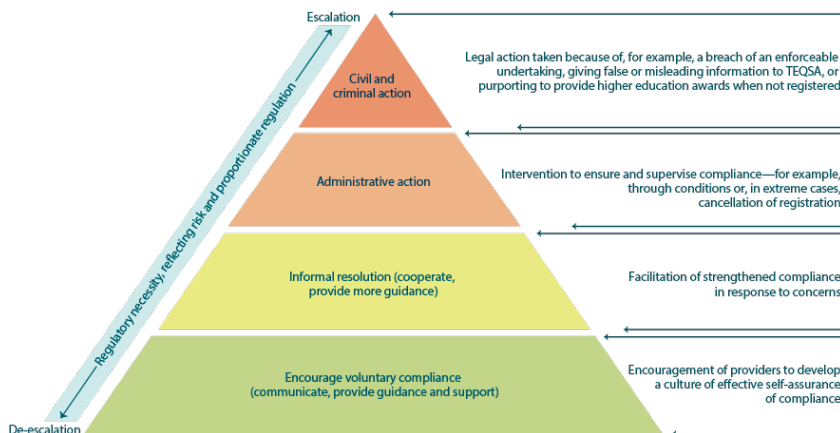 Escalation
Civil and
criminal action
Legal action taken because of, for example, a breach of an enforceable
undertaking, giving false or misleading information to TEQSA, or
purporting to provide higher education awards when not registered
Regulatory necessity, reflecting risk and proportionate regulation
Administrative action
Intervention to ensure and supervise compliance—for example,
through conditions or, in extreme cases,
cancellation of registration
Informal resolution (cooperate,
provide more guidance)
Facilitation of strengthened compliance
in response to concerns
Encourage voluntary compliance
(communicate, provide guidance and support)
Encouragement of providers to develop
a culture of effective self-assurance
of compliance
De-escalation